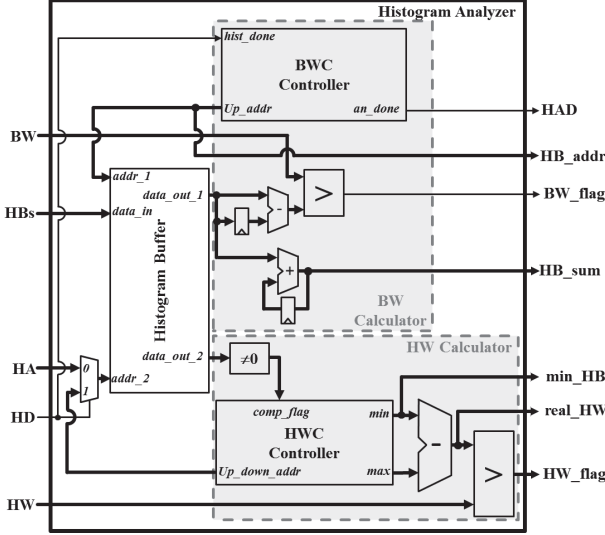 Histogram Analyzer
hist_done
BWC
Controller
Up_addr
an_done
HAD
BW
HB_addr
addr_1
data_out_1
>
BW_flag
HBs
data_in
-
Histogram Buffer
+
HB_sum
BW
Calculator
HW Calculator
data_out_2
≠0
HA
0
min_HB
addr_2
1
comp_flag
min
real_HW
HD
HWC
Controller
-
Up_down_addr
max
>
HW_flag
HW